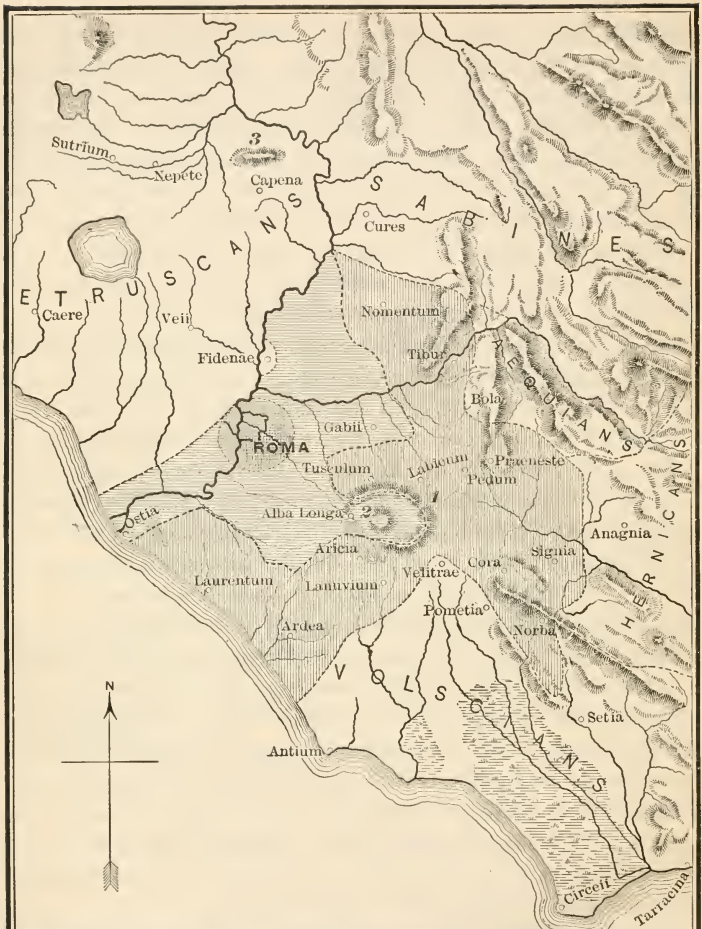 Sutrium
Nepéte
3
Capena
SABINES
Cures
ETRUSCANS
Caere
Veii
Nomentum
Fidenae
Tibur
AEQUIANS
Bola
Gabii
ROMA
Tusculum
Labicum
Praeneste
Pedum
1
Alba Longa
2
Ostia
HERNICANS
Anagnia
Aricia
Signia
Cora
Velitrae
Laurentum
Lanuvium
Pometia
Ardea
Norba
VOLSCIANS
Setia
N
Antium
Circeii
Tarracina